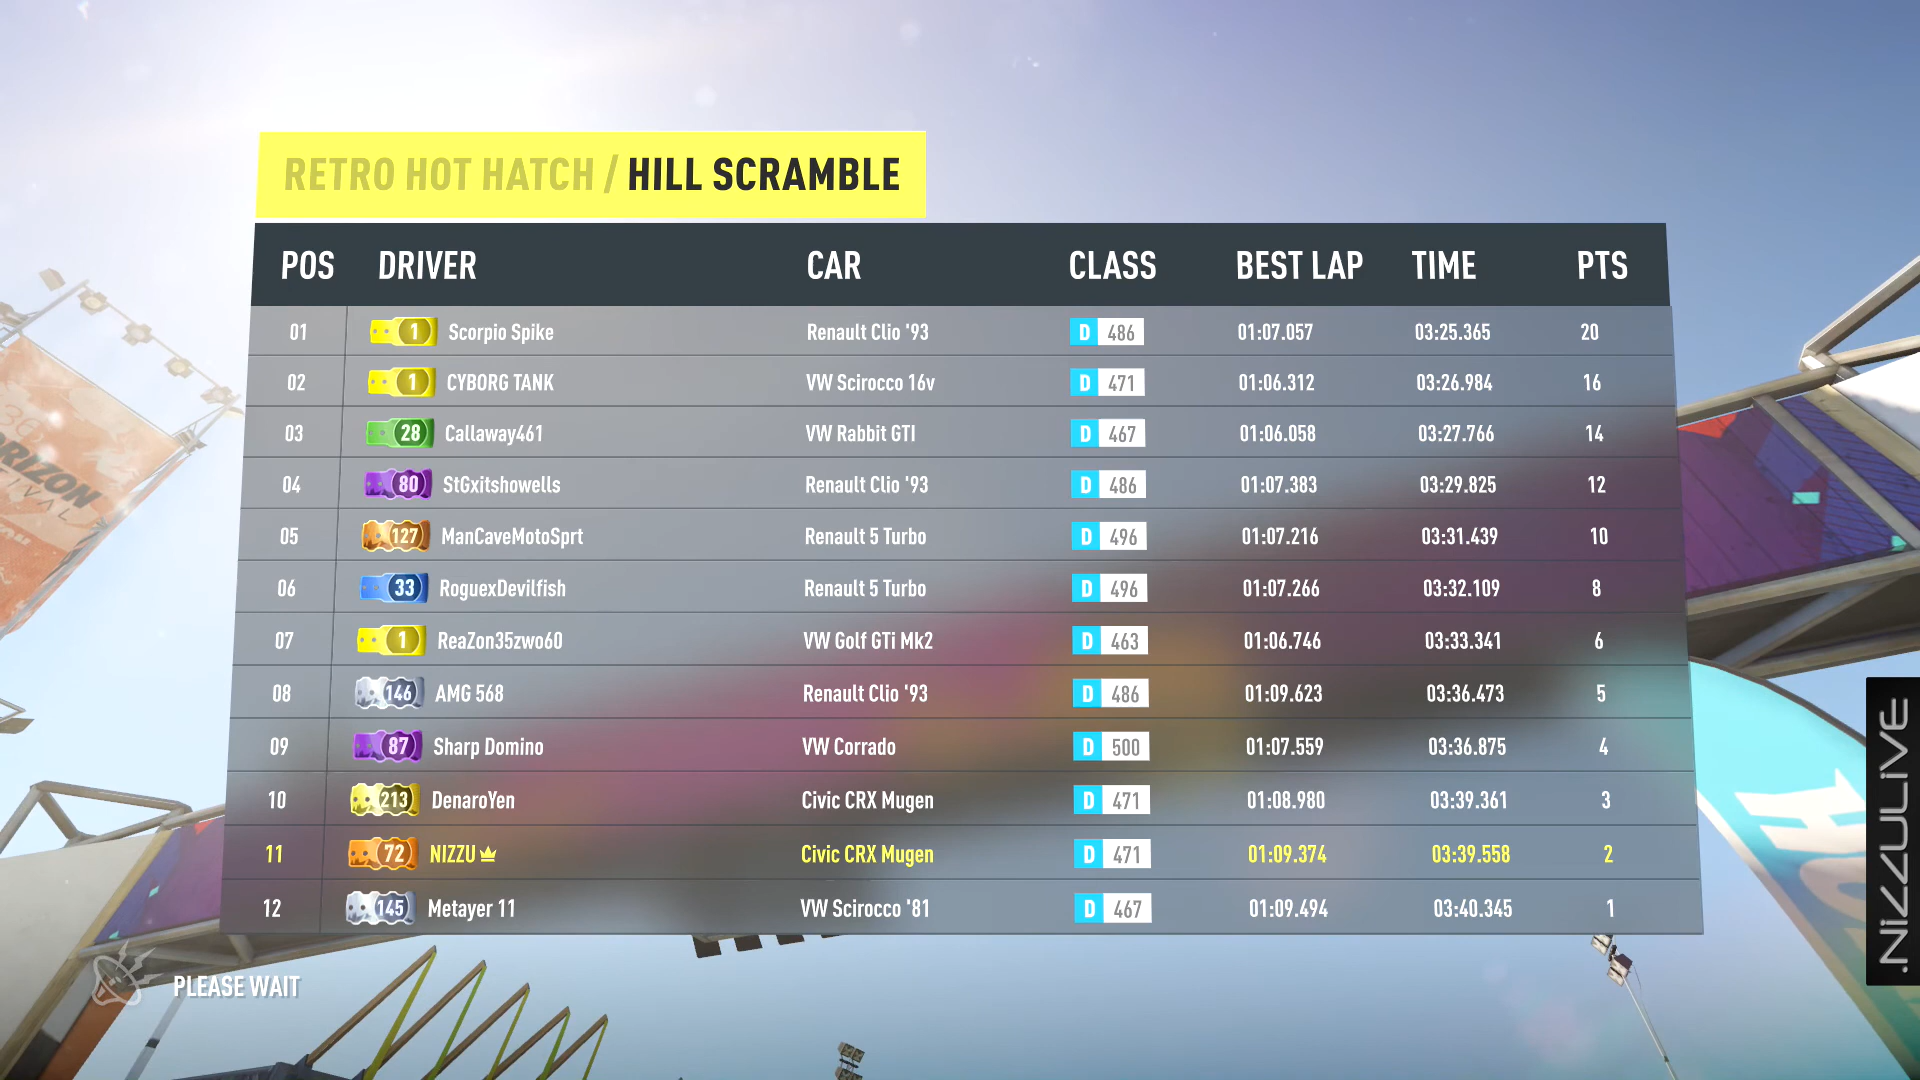 RETRO HOT HATCH / HILL SCRAMBLE
POS DRIVER CAR CLASS BEST LAP TIME PTS
01 1 Scorpio Spike Renault Clio '93 D 486 01:07.057 03:25.365 20
02 1 CYBORG TANK VW Scirocco 16v D 471 01:06.312 03:26.984 16
03 28 Callaway461 VW Rabbit GTI D 467 01:06.058 03:27.766 14
04 80 StGxitshowells Renault Clio '93 D 486 01:07.383 03:29.825 12
05 127 ManCaveMotoSprt Renault 5 Turbo D 496 01:07.216 03:31.439 10
06 33 RoguexDevilfish Renault 5 Turbo D 496 01:07.266 03:32.109 8
07 1 ReaZon35zwo60 VW Golf GTi Mk2 D 463 01:06.746 03:33.341 6
08 146 AMG 568 Renault Clio '93 D 486 01:09.623 03:36.473 5
09 87 Sharp Domino VW Corrado D 500 01:07.559 03:36.875 4
10 213 DenaroYen Civic CRX Mugen D 471 01:08.980 03:39.361 3
11 72 NIZZU Civic CRX Mugen D 471 01:09.374 03:39.558 2
12 145 Metayer 11 VW Scirocco '81 D 467 01:09.494 03:40.345 1
PLEASE WAIT
.NiZZULIVE